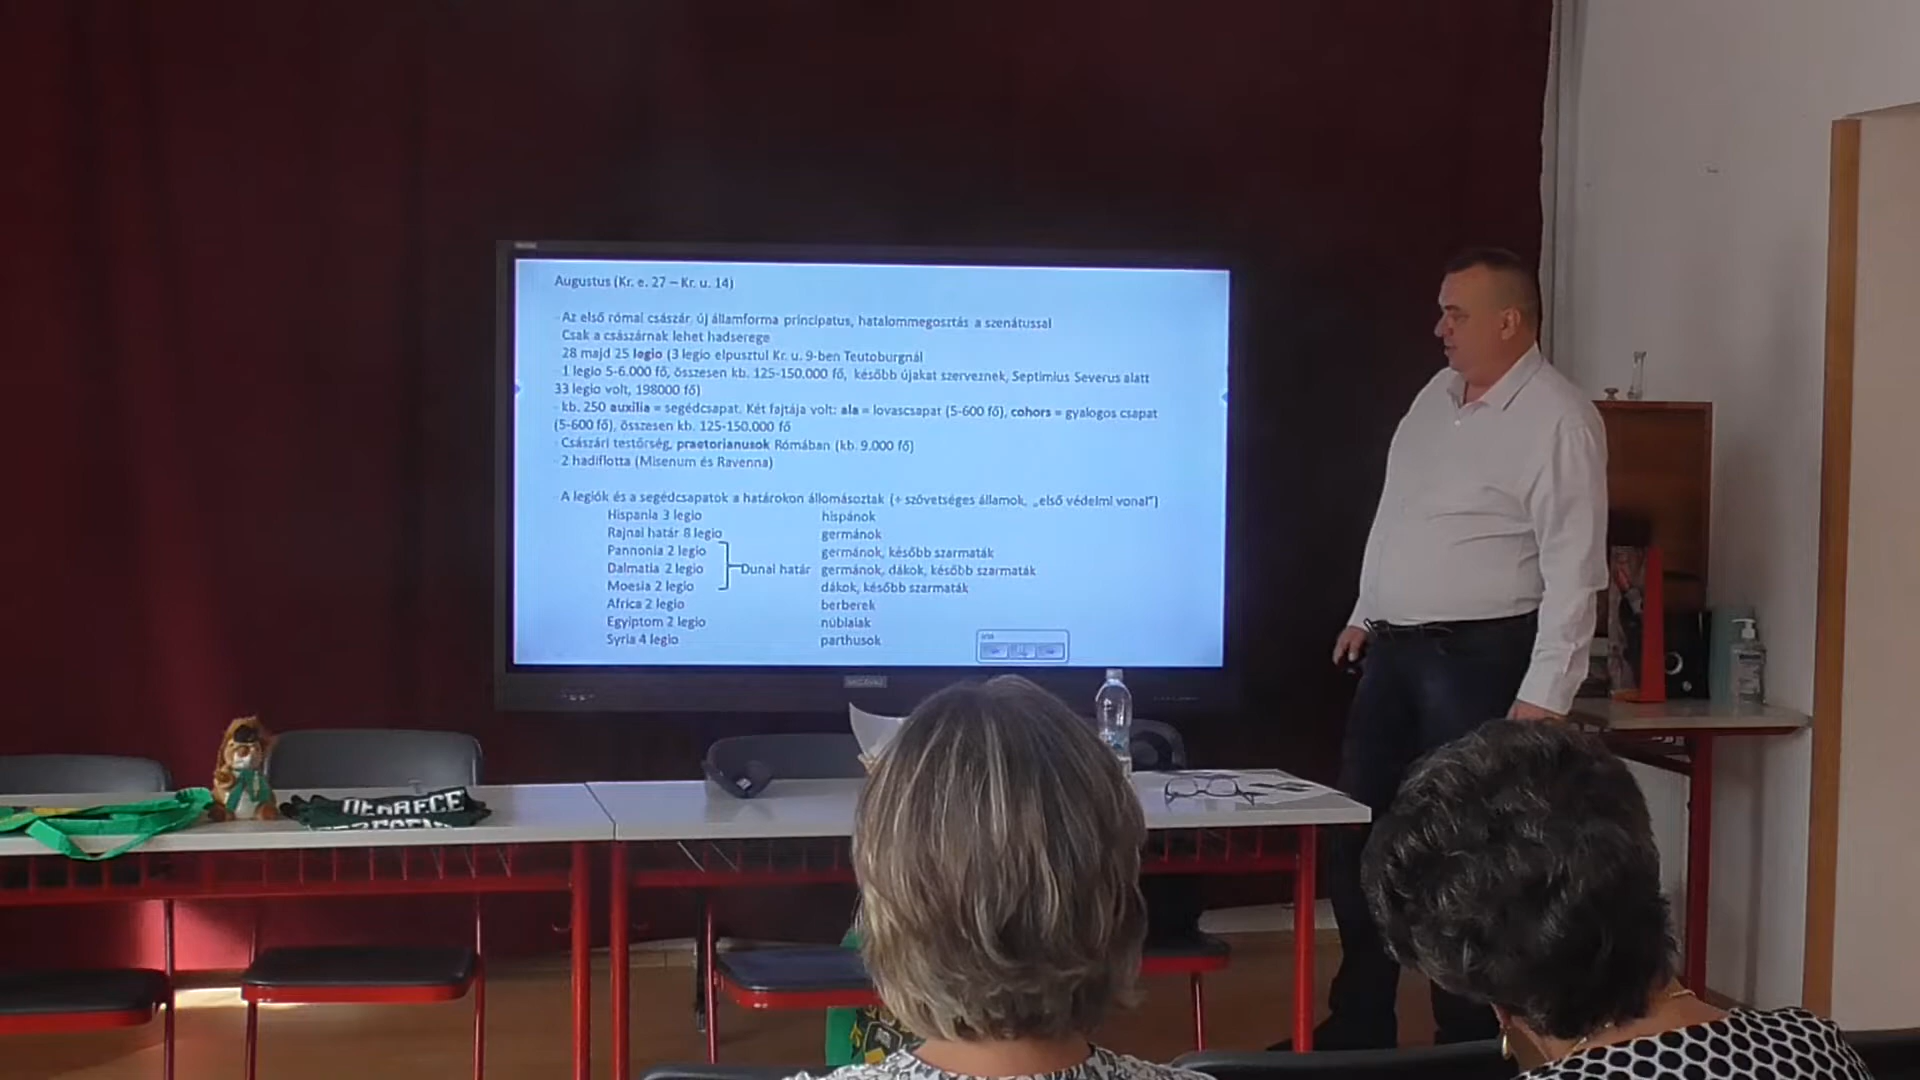 Augustus (Kr. e. 27 – Kr. u. 14)
- Az első római császár, új államforma principatus, hatalommegosztás a szenátussal
Csak a császárnak lehet hadserege
28 majd 25 legio (3 legio elpusztul Kr. u. 9-ben Teutoburgnál
- 1 legio 5-6.000 fő, összesen kb. 125-150.000 fő, később újakat szerveznek, Septimius Severus alatt
33 legio volt, 198000 fő)
- kb. 250 auxilia = segédcsapat. Két fajtája volt: ala = lovascsapat (5-600 fő), cohors = gyalogos csapat
(5-600 fő), összesen kb. 125-150.000 fő
- Császári testőrség, praetorianusok Rómában (kb. 9.000 fő)
- 2 hadiflotta (Misenum és Ravenna)
- A legiók és a segédcsapatok a határokon állomásoztak (+ szövetséges államok, „első védelmi vonal”)
Hispania 3 legio hispánok
Rajnai határ 8 legio germánok
Pannonia 2 legio germánok, később szarmaták
Dalmatia 2 legio Dunai határ germánok, dákok, később szarmaták
Moesia 2 legio dákok, később szarmaták
Africa 2 legio berberek
Egyiptom 2 legio núbiaiak
Syria 4 legio parthusok